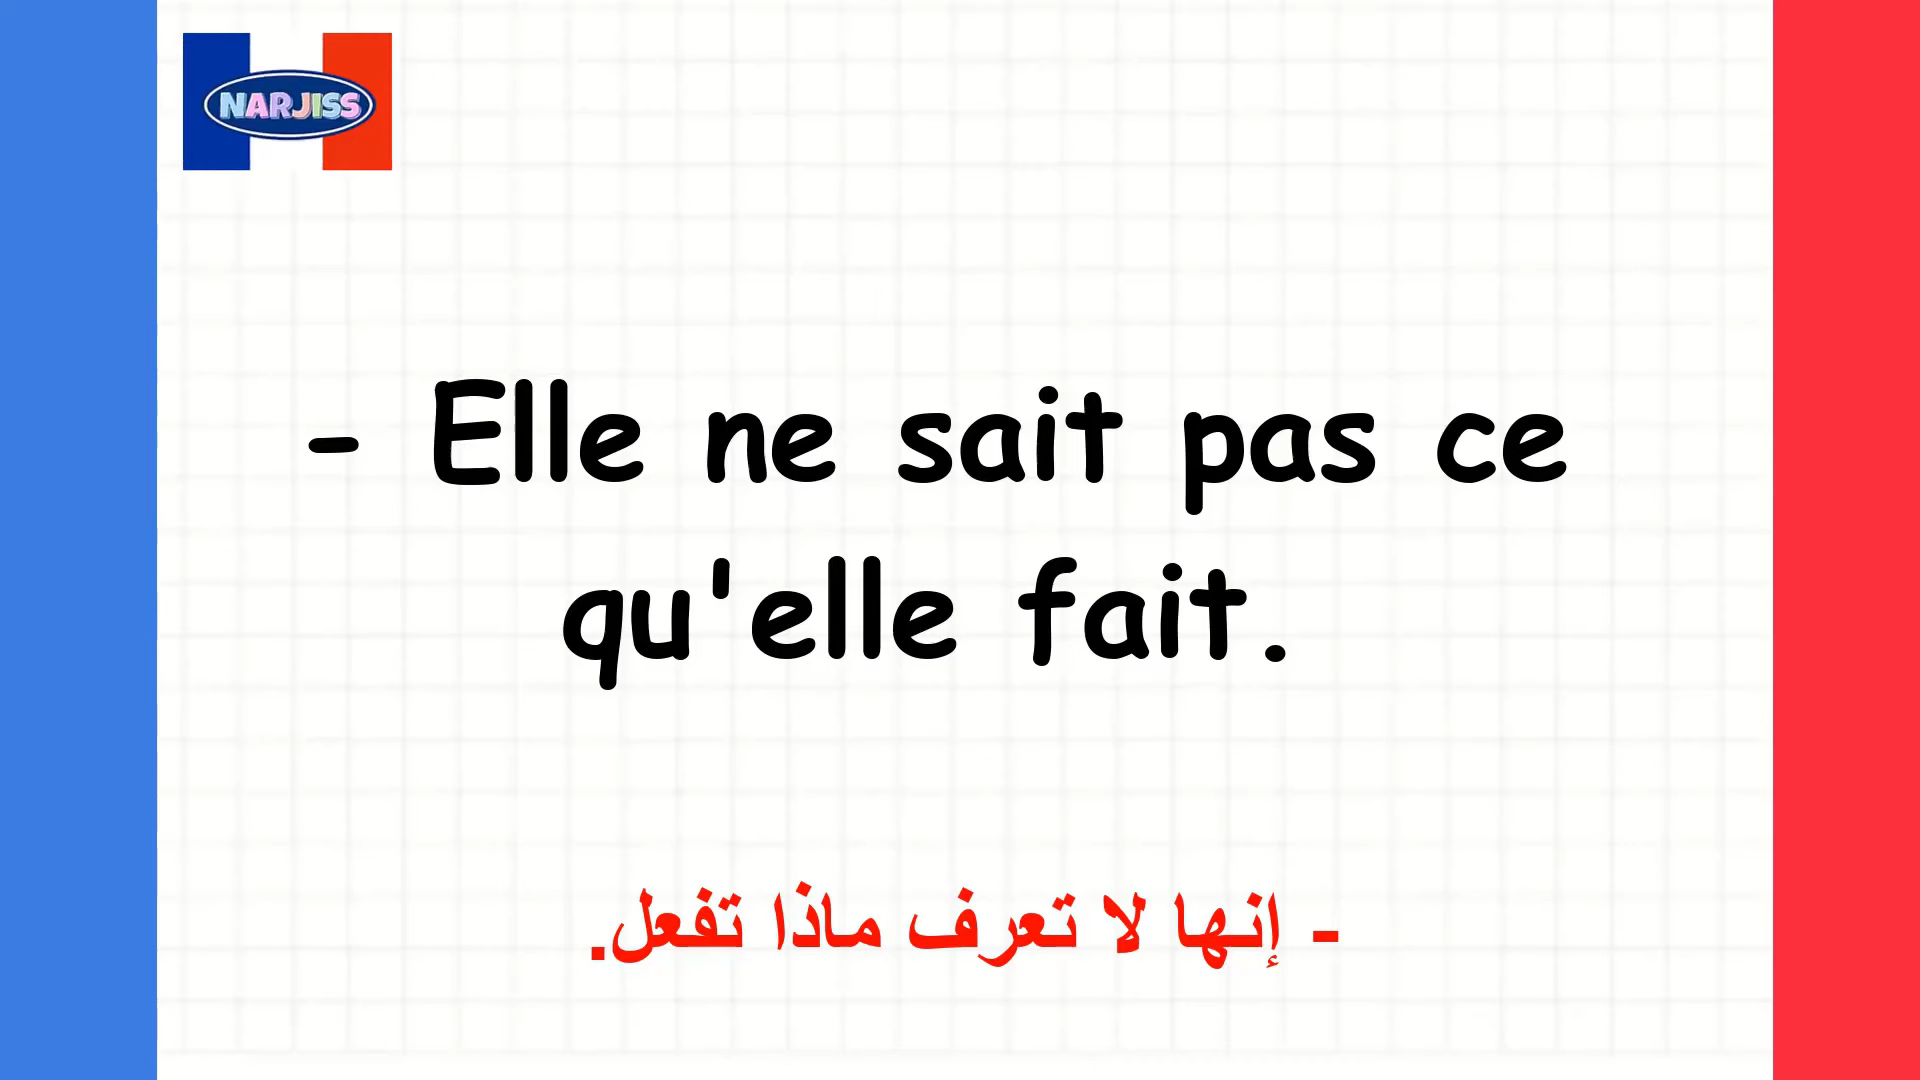 NARJISS
- Elle ne sait pas ce
qu'elle fait.
- إنها لا تعرف ماذا تفعل.